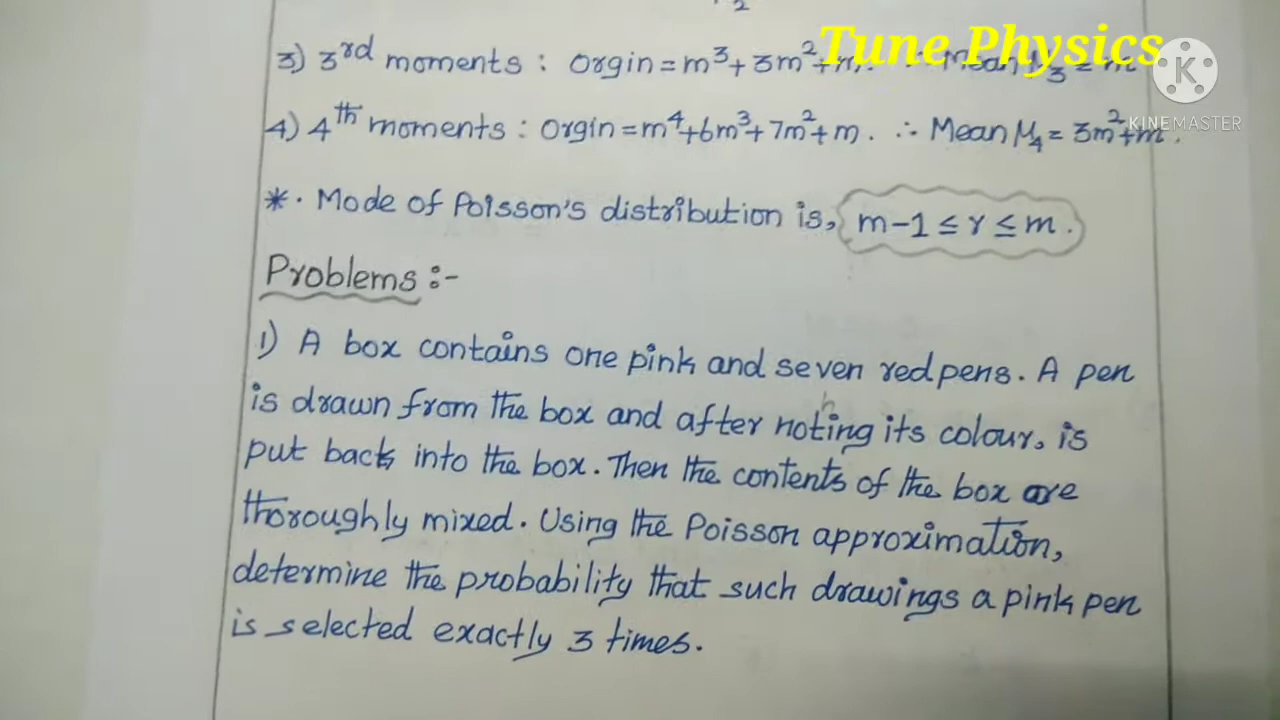 2
Tune Physics
3) 3rd moments : Orgin = m³ + 3m² + m. ∴ Mean μ₃ = m
K
KINEMASTER
4) 4th moments : Orgin = m⁴ + 6m³ + 7m² + m. ∴ Mean μ₄ = 3m² + m.
*. Mode of Poisson's distribution is, m-1 ≤ r ≤ m.
Problems :-
1) A box contains one pink and seven red pens. A pen
is drawn from the box and after noting its colour, is
put back into the box. Then the contents of the box are
thoroughly mixed. Using the Poisson approximation,
determine the probability that such drawings a pink pen
is selected exactly 3 times.